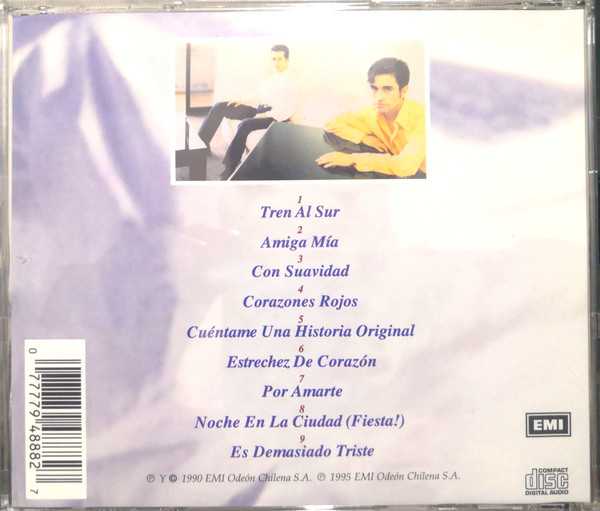 1
Tren Al Sur
2
Amiga Mía
3
Con Suavidad
4
Corazones Rojos
5
Cuéntame Una Historia Original
6
Estrechez De Corazón
7
Por Amarte
8
Noche En La Ciudad (Fiesta!)
9
Es Demasiado Triste
℗ Y © 1990 EMI Odeón Chilena S.A. ℗ 1995 EMI Odeón Chilena S.A.
0 77779 48882 7
EMI
COMPACT
disc
DIGITAL AUDIO